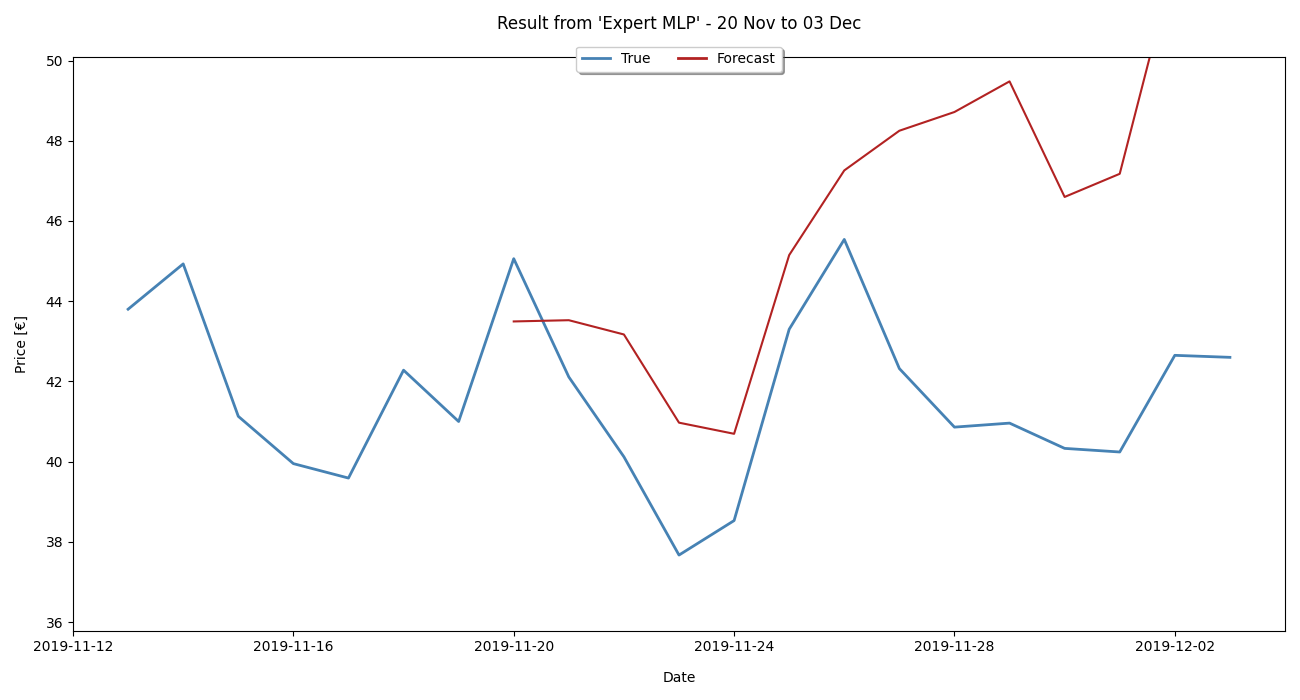 Result from 'Expert MLP' - 20 Nov to 03 Dec
True Forecast
50
48
46
44
42
40
38
36
Price [€]
2019-11-12 2019-11-16 2019-11-20 2019-11-24 2019-11-28 2019-12-02
Date